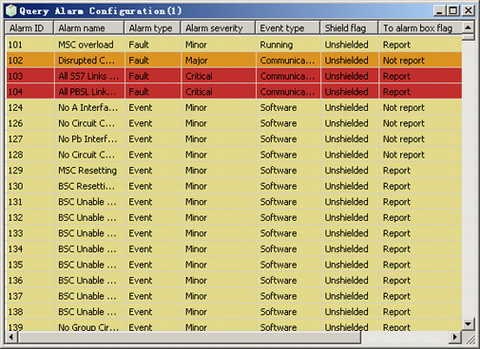 Query Alarm Configuration(1)
Alarm ID Alarm name Alarm type Alarm severity Event type Shield flag To alarm box flag
101 MSC overload Fault Minor Running Unshielded Report
102 Disrupted C... Fault Major Communica... Unshielded Not report
103 All SS7 Links ... Fault Critical Communica... Unshielded Report
104 All PBSL Link... Fault Critical Communica... Unshielded Report
124 No A Interfa... Event Minor Software Unshielded Not report
126 No Circuit C... Event Minor Software Unshielded Not report
127 No Pb Interf... Event Minor Software Unshielded Not report
128 No Circuit C... Event Minor Software Unshielded Not report
129 MSC Resetting Event Minor Software Unshielded Report
130 BSC Resetti... Event Minor Software Unshielded Report
131 BSC Unable ... Event Minor Software Unshielded Report
132 BSC Unable ... Event Minor Software Unshielded Report
133 BSC Unable ... Event Minor Software Unshielded Report
134 BSC Unable ... Event Minor Software Unshielded Report
135 BSC Unable ... Event Minor Software Unshielded Report
136 BSC Unable ... Event Minor Software Unshielded Report
137 BSC Unable ... Event Minor Software Unshielded Report
138 BSC Unable ... Event Minor Software Unshielded Report
139 No Group Cir... Event Minor Software Unshielded Report